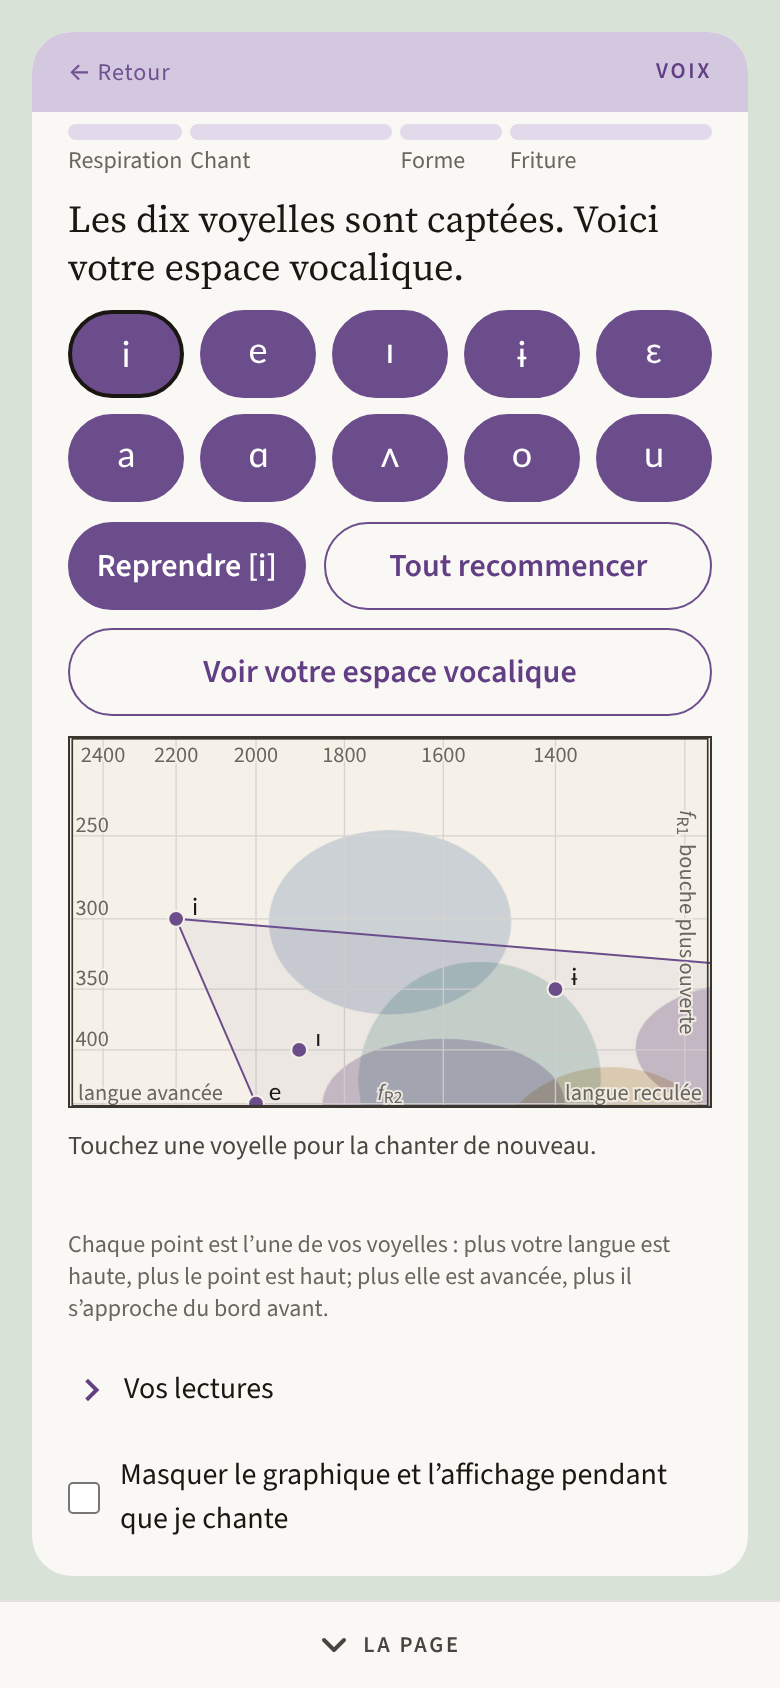 ← Retour
VOIX
Respiration Chant Forme Friture
Les dix voyelles sont captées. Voici
votre espace vocalique.
i e ɪ ɨ ɛ
a ɑ ʌ o u
Reprendre [i] Tout recommencer
Voir votre espace vocalique
2400 2200 2000 1800 1600 1400
250
300
350
400
i
ɨ
ɪ
e
fR1 bouche plus ouverte
langue avancée fR2 langue reculée
Touchez une voyelle pour la chanter de nouveau.
Chaque point est l’une de vos voyelles : plus votre langue est
haute, plus le point est haut; plus elle est avancée, plus il
s’approche du bord avant.
Vos lectures
Masquer le graphique et l’affichage pendant
que je chante
LA PAGE